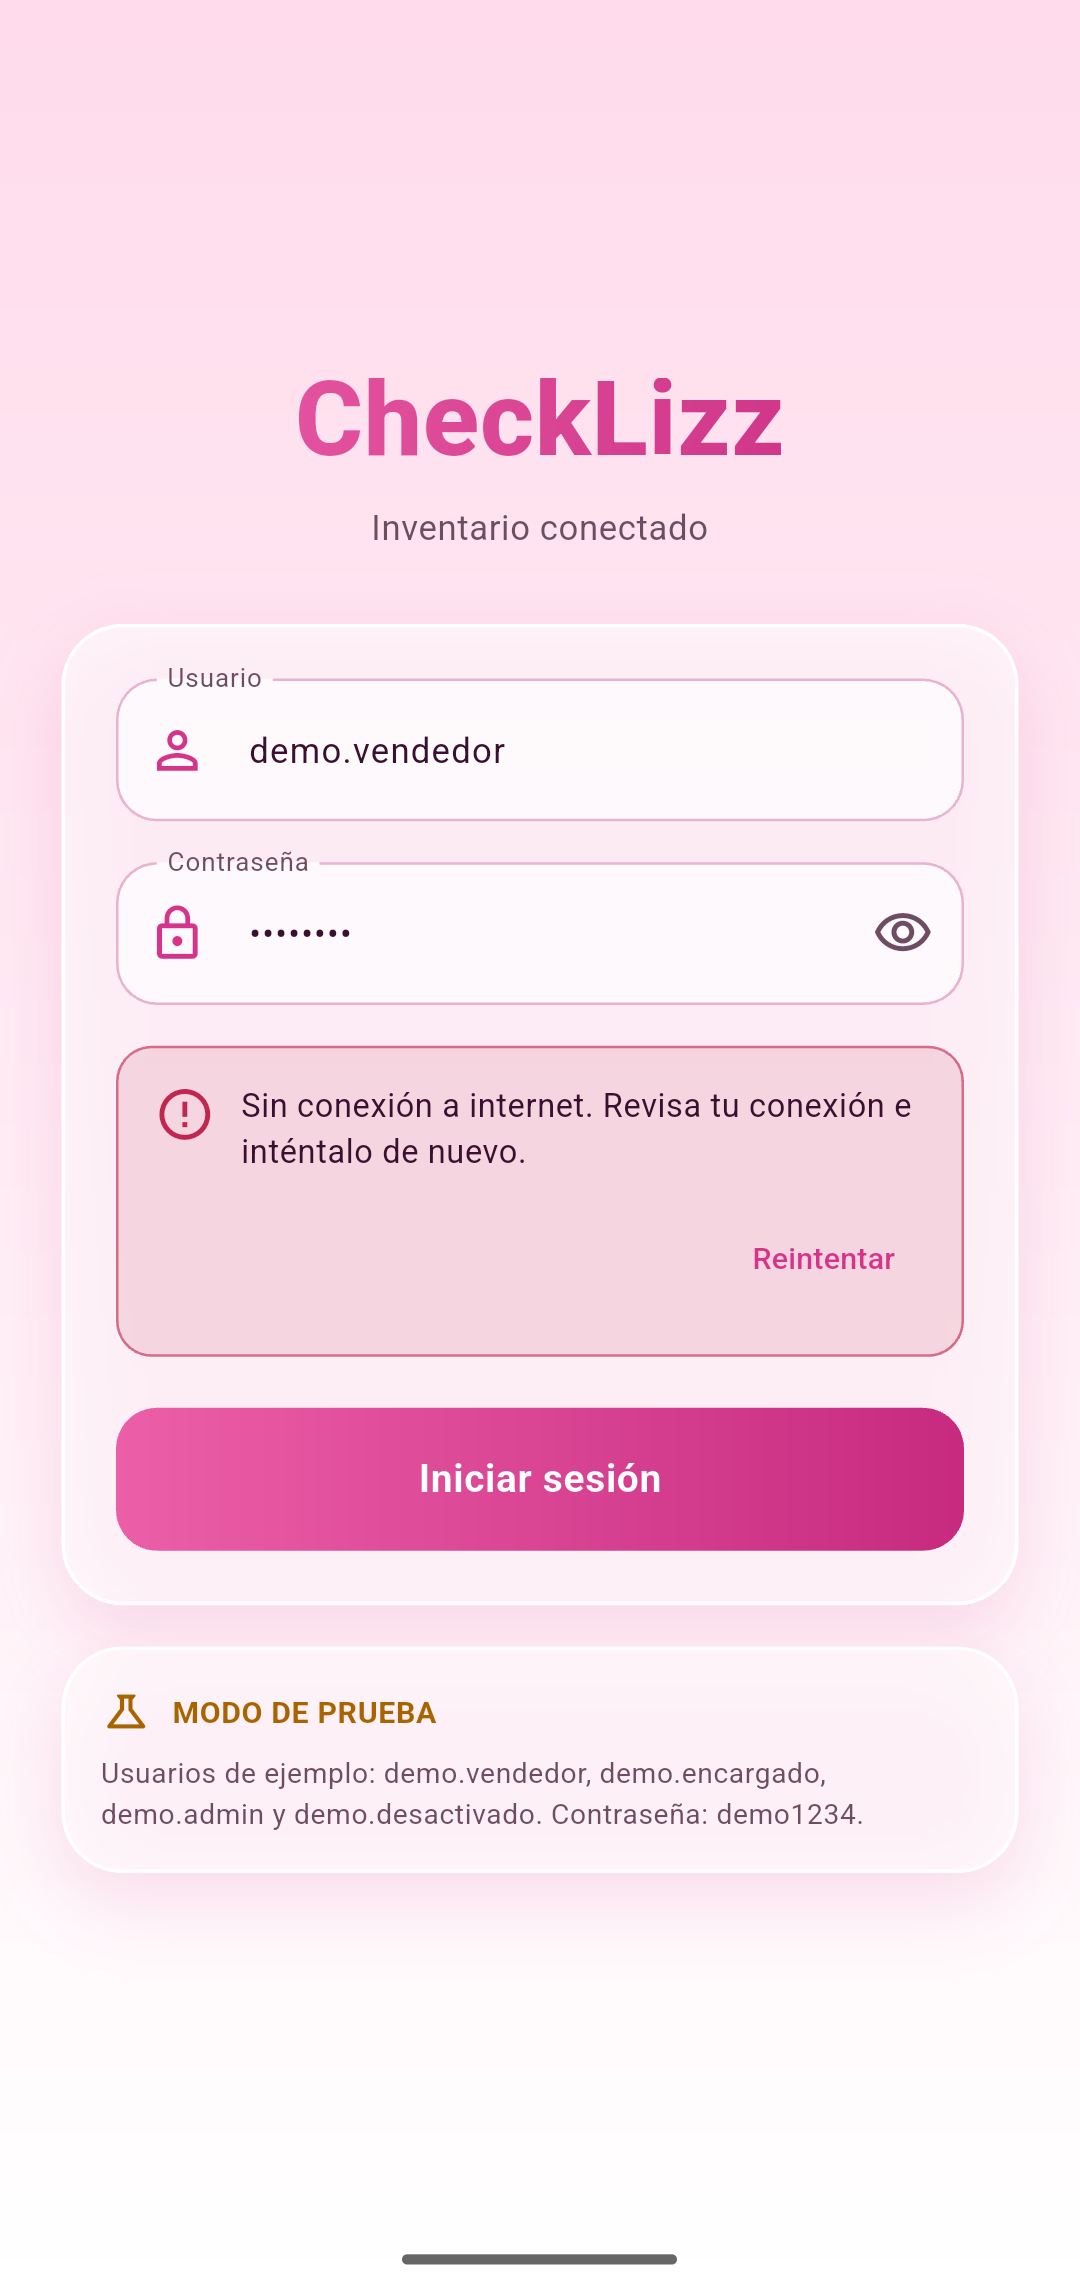 CheckLizz
Inventario conectado
Usuario
demo.vendedor
Contraseña
••••••••
Sin conexión a internet. Revisa tu conexión e
inténtalo de nuevo.
Reintentar
Iniciar sesión
MODO DE PRUEBA
Usuarios de ejemplo: demo.vendedor, demo.encargado,
demo.admin y demo.desactivado. Contraseña: demo1234.